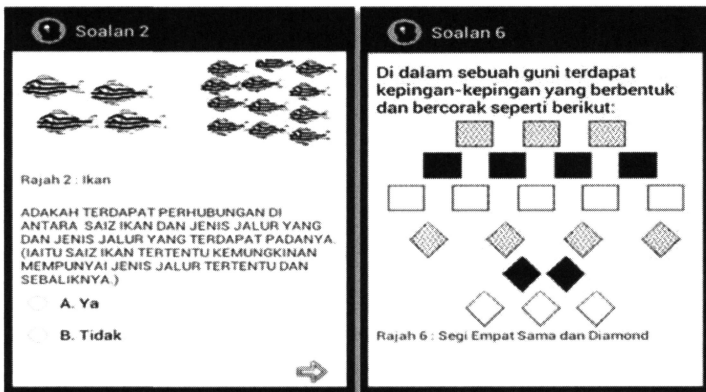 Soalan 2
Rajah 2 : Ikan
ADAKAH TERDAPAT PERHUBUNGAN DI
ANTARA SAIZ IKAN DAN JENIS JALUR YANG
DAN JENIS JALUR YANG TERDAPAT PADANYA.
(IAITU SAIZ IKAN TERTENTU KEMUNGKINAN
MEMPUNYAI JENIS JALUR TERTENTU DAN
SEBALIKNYA.)
A. Ya
B. Tidak
Soalan 6
Di dalam sebuah guni terdapat
kepingan-kepingan yang berbentuk
dan bercorak seperti berikut:
Rajah 6 : Segi Empat Sama dan Diamond